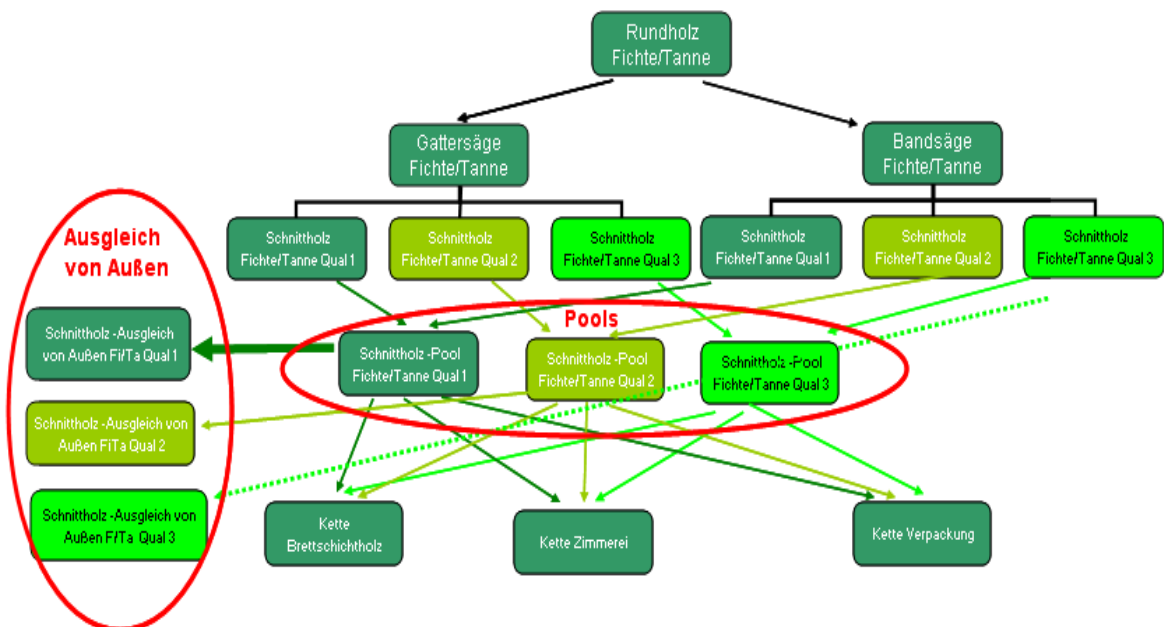 Rundholz
Fichte/Tanne
Gattersäge
Fichte/Tanne
Bandsäge
Fichte/Tanne
Schnittholz
Fichte/Tanne Qual 1
Schnittholz
Fichte/Tanne Qual 2
Schnittholz
Fichte/Tanne Qual 3
Schnittholz
Fichte/Tanne Qual 1
Schnittholz
Fichte/Tanne Qual 2
Schnittholz
Fichte/Tanne Qual 3
Ausgleich
von Außen
Pools
Schnittholz -Ausgleich
von Außen Fi/Ta Qual 1
Schnittholz -Pool
Fichte/Tanne Qual 1
Schnittholz -Pool
Fichte/Tanne Qual 2
Schnittholz -Pool
Fichte/Tanne Qual 3
Schnittholz -Ausgleich von
Außen FiTa Qual 2
Schnittholz -Ausgleich von
Außen F/Ta Qual 3
Kette
Brettschichtholz
Kette Zimmerei
Kette Verpackung